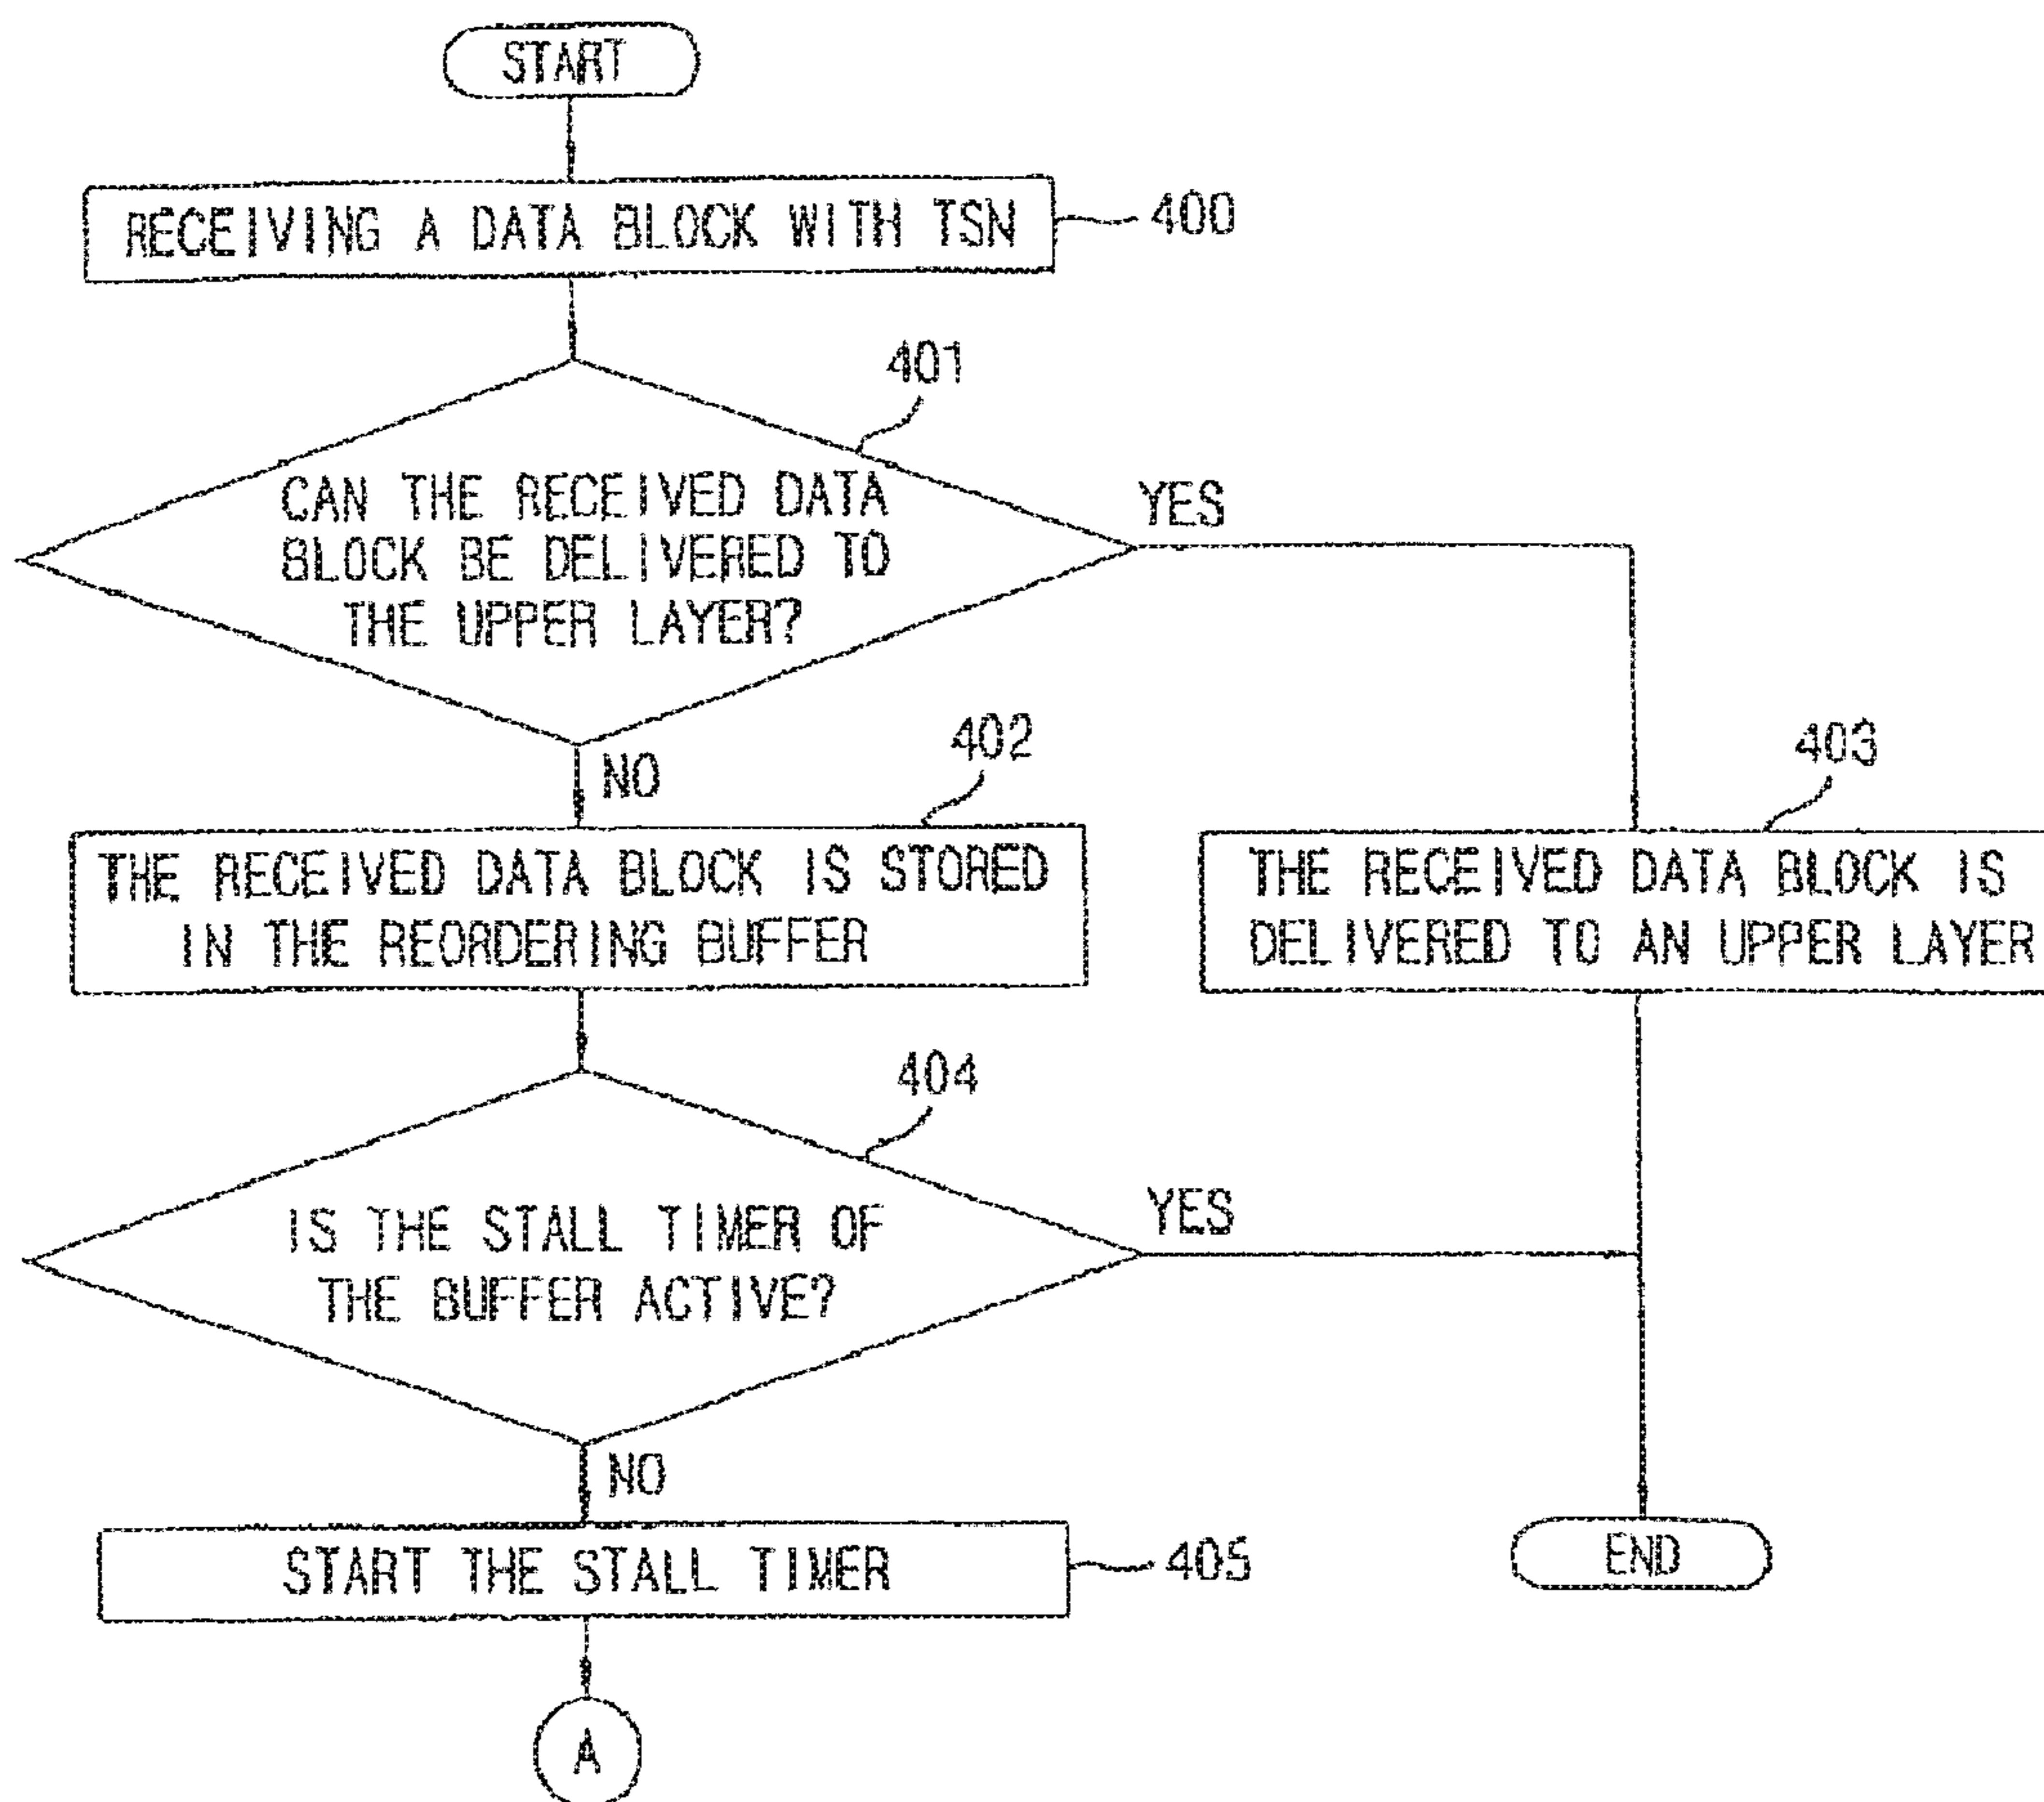 START
RECEIVING A DATA BLOCK WITH TSN
400
401
CAN THE RECEIVED DATA
BLOCK BE DELIVERED TO
THE UPPER LAYER?
YES
NO
402
403
THE RECEIVED DATA BLOCK IS STORED
IN THE REORDERING BUFFER
THE RECEIVED DATA BLOCK IS
DELIVERED TO AN UPPER LAYER
404
IS THE STALL TIMER OF
THE BUFFER ACTIVE?
YES
NO
START THE STALL TIMER
405
END
A